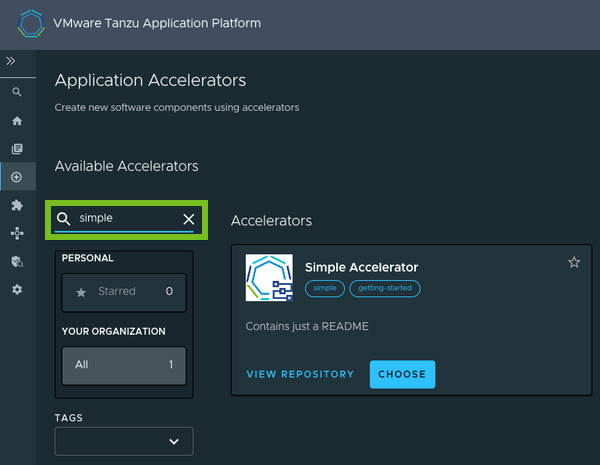 VMware Tanzu Application Platform
Application Accelerators
Create new software components using accelerators
Available Accelerators
simple
PERSONAL
Starred 0
YOUR ORGANIZATION
All 1
TAGS
Accelerators
Simple Accelerator
simple getting-started
Contains just a README
VIEW REPOSITORY CHOOSE